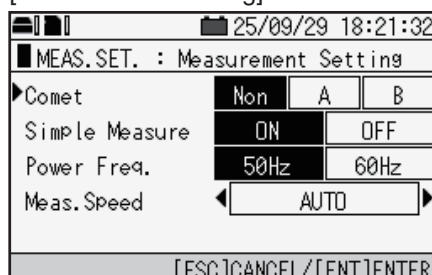 25/09/29 18:21:32
MEAS.SET. : Measurement Setting
Comet Non A B
Simple Measure ON OFF
Power Freq. 50Hz 60Hz
Meas.Speed AUTO
[ESC]CANCEL/[ENT]ENTER